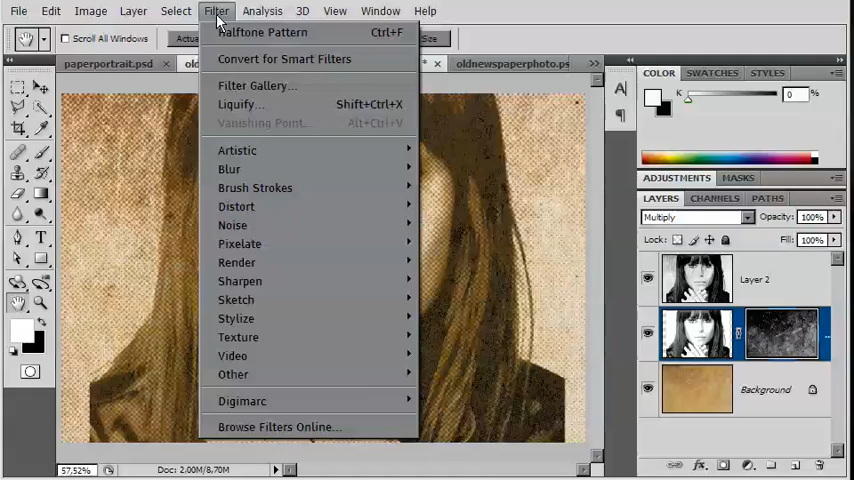 File Edit Image Layer Select Filter Analysis 3D View Window Help
Scroll All Windows
Size
paperportrait.psd × × oldnewspaperphoto.ps
Halftone Pattern Ctrl+F
Convert for Smart Filters
Filter Gallery...
Liquify... Shift+Ctrl+X
Vanishing Point... Alt+Ctrl+V
Artistic
Blur
Brush Strokes
Distort
Noise
Pixelate
Render
Sharpen
Sketch
Stylize
Texture
Video
Other
Digimarc
Browse Filters Online...
57,52% Doc: 2.00M/8,70M
COLOR SWATCHES STYLES
K 0 %
ADJUSTMENTS MASKS
LAYERS CHANNELS PATHS
Multiply Opacity: 100%
Lock: Fill: 100%
Layer 2
Background